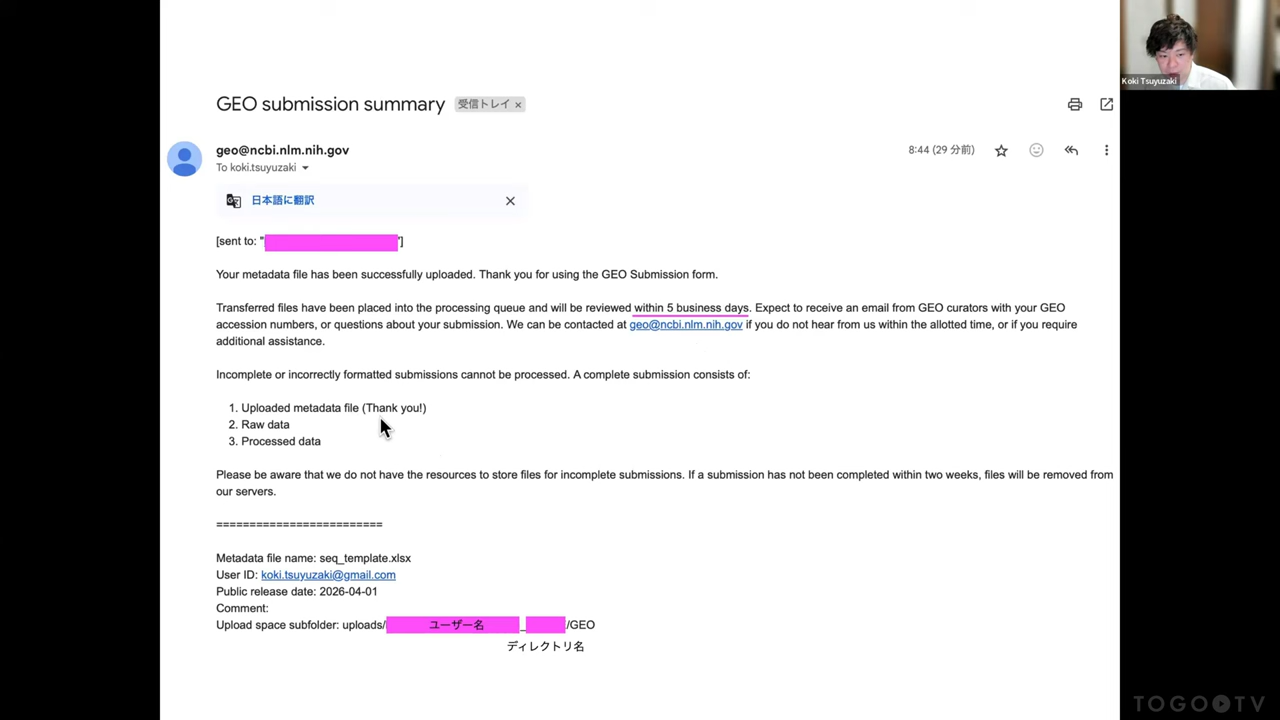 Koki Tsuyuzaki
GEO submission summary 受信トレイ ×
geo@ncbi.nlm.nih.gov
8:44 (29 分前)
To koki.tsuyuzaki
日本語に翻訳
[sent to: " "]
Your metadata file has been successfully uploaded. Thank you for using the GEO Submission form.
Transferred files have been placed into the processing queue and will be reviewed within 5 business days. Expect to receive an email from GEO curators with your GEO
accession numbers, or questions about your submission. We can be contacted at geo@ncbi.nlm.nih.gov if you do not hear from us within the allotted time, or if you require
additional assistance.
Incomplete or incorrectly formatted submissions cannot be processed. A complete submission consists of:
1. Uploaded metadata file (Thank you!)
2. Raw data
3. Processed data
Please be aware that we do not have the resources to store files for incomplete submissions. If a submission has not been completed within two weeks, files will be removed from
our servers.
=========================
Metadata file name: seq_template.xlsx
User ID: koki.tsuyuzaki@gmail.com
Public release date: 2026-04-01
Comment:
Upload space subfolder: uploads/ユーザー名_ /GEO
ディレクトリ名
TOGOTV